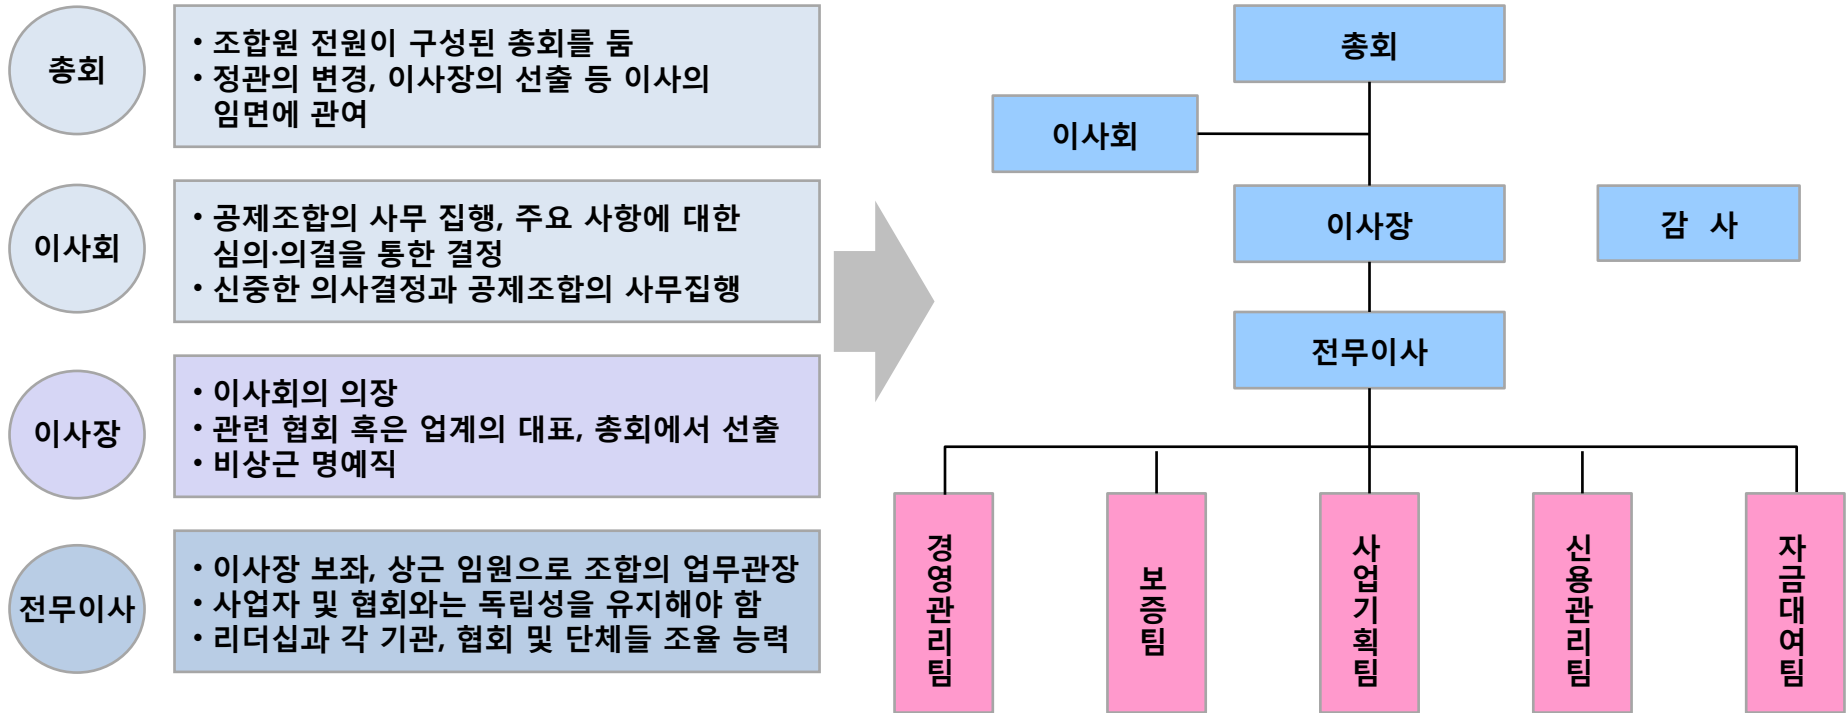 총회
• 조합원 전원이 구성된 총회를 둠
• 정관의 변경, 이사장의 선출 등 이사의
임면에 관여
이사회
• 공제조합의 사무 집행, 주요 사항에 대한
심의·의결을 통한 결정
• 신중한 의사결정과 공제조합의 사무집행
이사장
• 이사회의 의장
• 관련 협회 혹은 업계의 대표, 총회에서 선출
• 비상근 명예직
전무이사
• 이사장 보좌, 상근 임원으로 조합의 업무관장
• 사업자 및 협회와는 독립성을 유지해야 함
• 리더십과 각 기관, 협회 및 단체들 조율 능력
총회
이사회
이사장
감 사
전무이사
경영관리팀
보증팀
사업기획팀
신용관리팀
자금대여팀